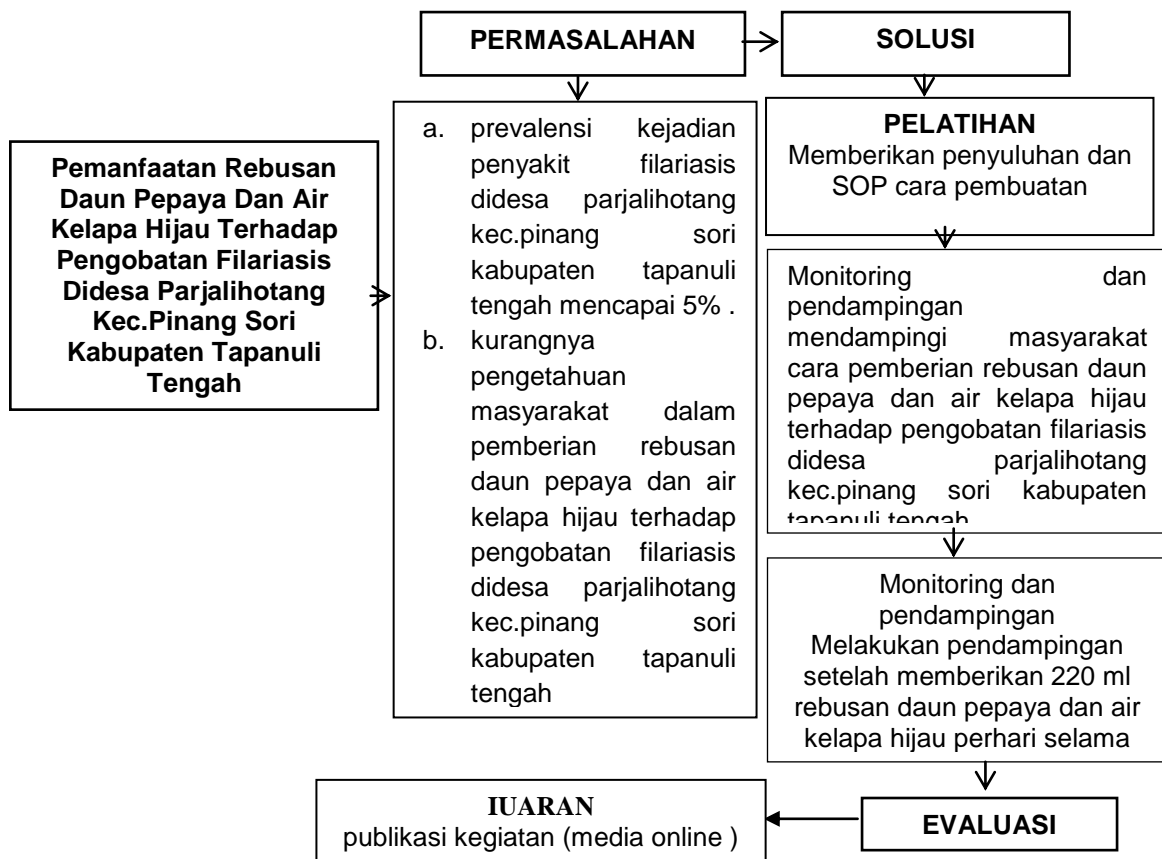 PERMASALAHAN
SOLUSI
Pemanfaatan Rebusan
Daun Pepaya Dan Air
Kelapa Hijau Terhadap
Pengobatan Filariasis
Didesa Parjalihotang
Kec.Pinang Sori
Kabupaten Tapanuli
Tengah
a. prevalensi kejadian
penyakit filariasis
didesa parjalihotang
kec.pinang sori
kabupaten tapanuli
tengah mencapai 5% .
b. kurangnya
pengetahuan
masyarakat dalam
pemberian rebusan
daun pepaya dan air
kelapa hijau terhadap
pengobatan filariasis
didesa parjalihotang
kec.pinang sori
kabupaten tapanuli
tengah
PELATIHAN
Memberikan penyuluhan dan
SOP cara pembuatan
Monitoring dan
pendampingan
mendampingi masyarakat
cara pemberian rebusan daun
pepaya dan air kelapa hijau
terhadap pengobatan filariasis
didesa parjalihotang
kec.pinang sori kabupaten
tapanuli tengah
Monitoring dan
pendampingan
Melakukan pendampingan
setelah memberikan 220 ml
rebusan daun pepaya dan air
kelapa hijau perhari selama
EVALUASI
IUARAN
publikasi kegiatan (media online )